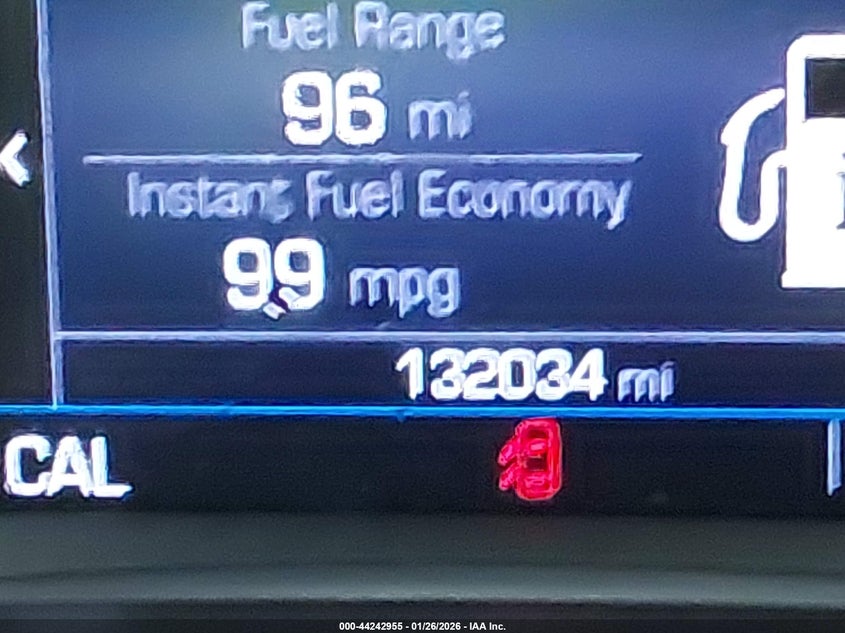 Fuel Range
96 mi
Instant Fuel Economy
9.9 mpg
132034 mi
CAL
000-44242955 - 01/26/2026 - IAA Inc.